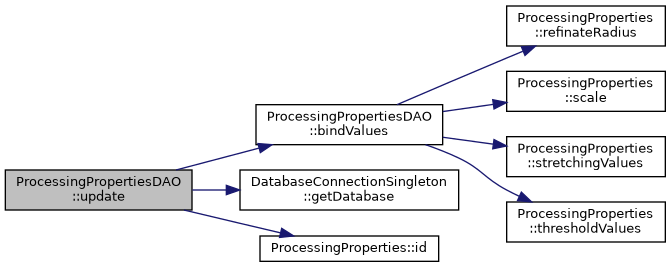 ProcessingProperties
::refinateRadius
ProcessingProperties
::scale
ProcessingPropertiesDAO
::bindValues
ProcessingProperties
::stretchingValues
ProcessingPropertiesDAO
::update
DatabaseConnectionSingleton
::getDatabase
ProcessingProperties
::thresholdValues
ProcessingProperties::id